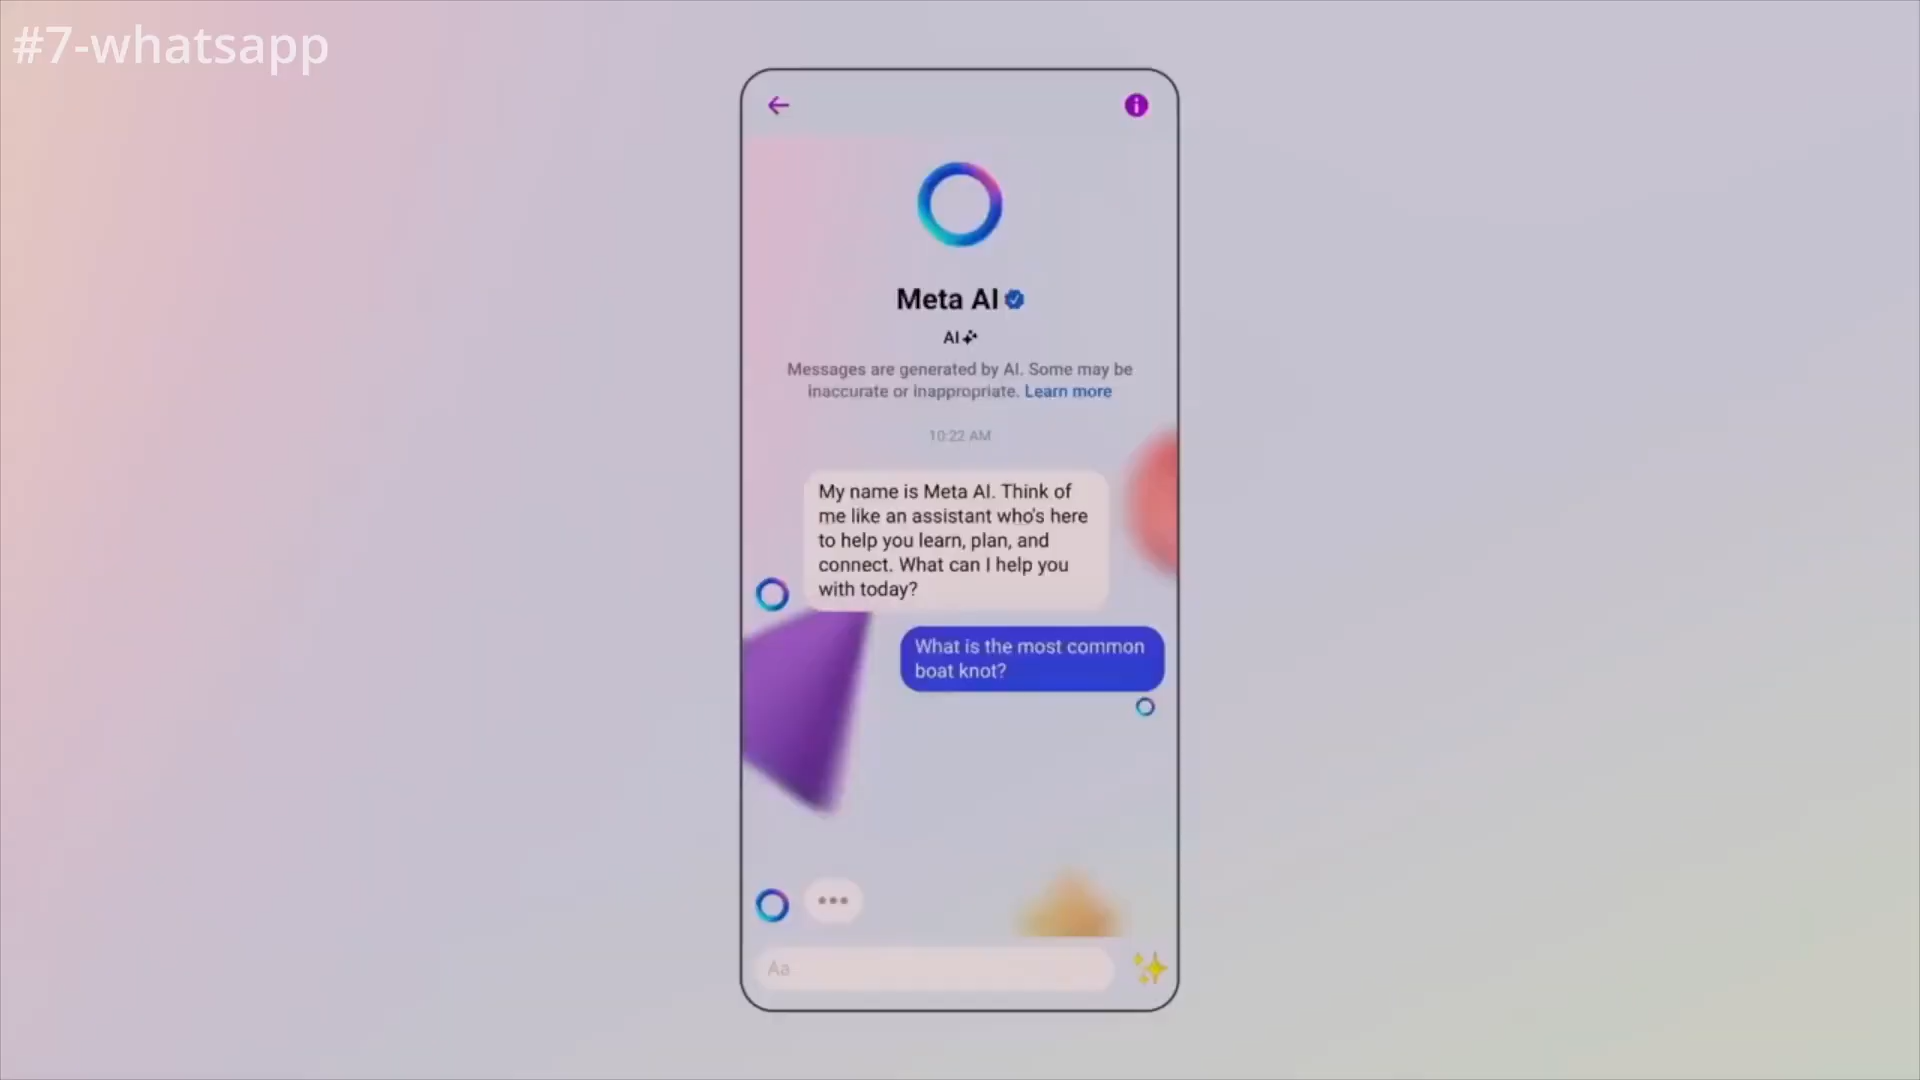 #7-whatsapp
Meta AI
AI
Messages are generated by AI. Some may be
inaccurate or inappropriate. Learn more
10:22 AM
My name is Meta AI. Think of
me like an assistant who's here
to help you learn, plan, and
connect. What can I help you
with today?
What is the most common
boat knot?
Aa